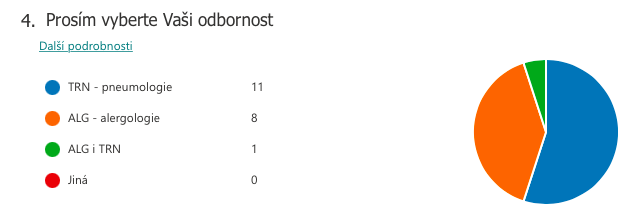 4. Prosím vyberte Vaši odbornost
Další podrobnosti
TRN - pneumologie 11
ALG - alergologie 8
ALG i TRN 1
Jiná 0